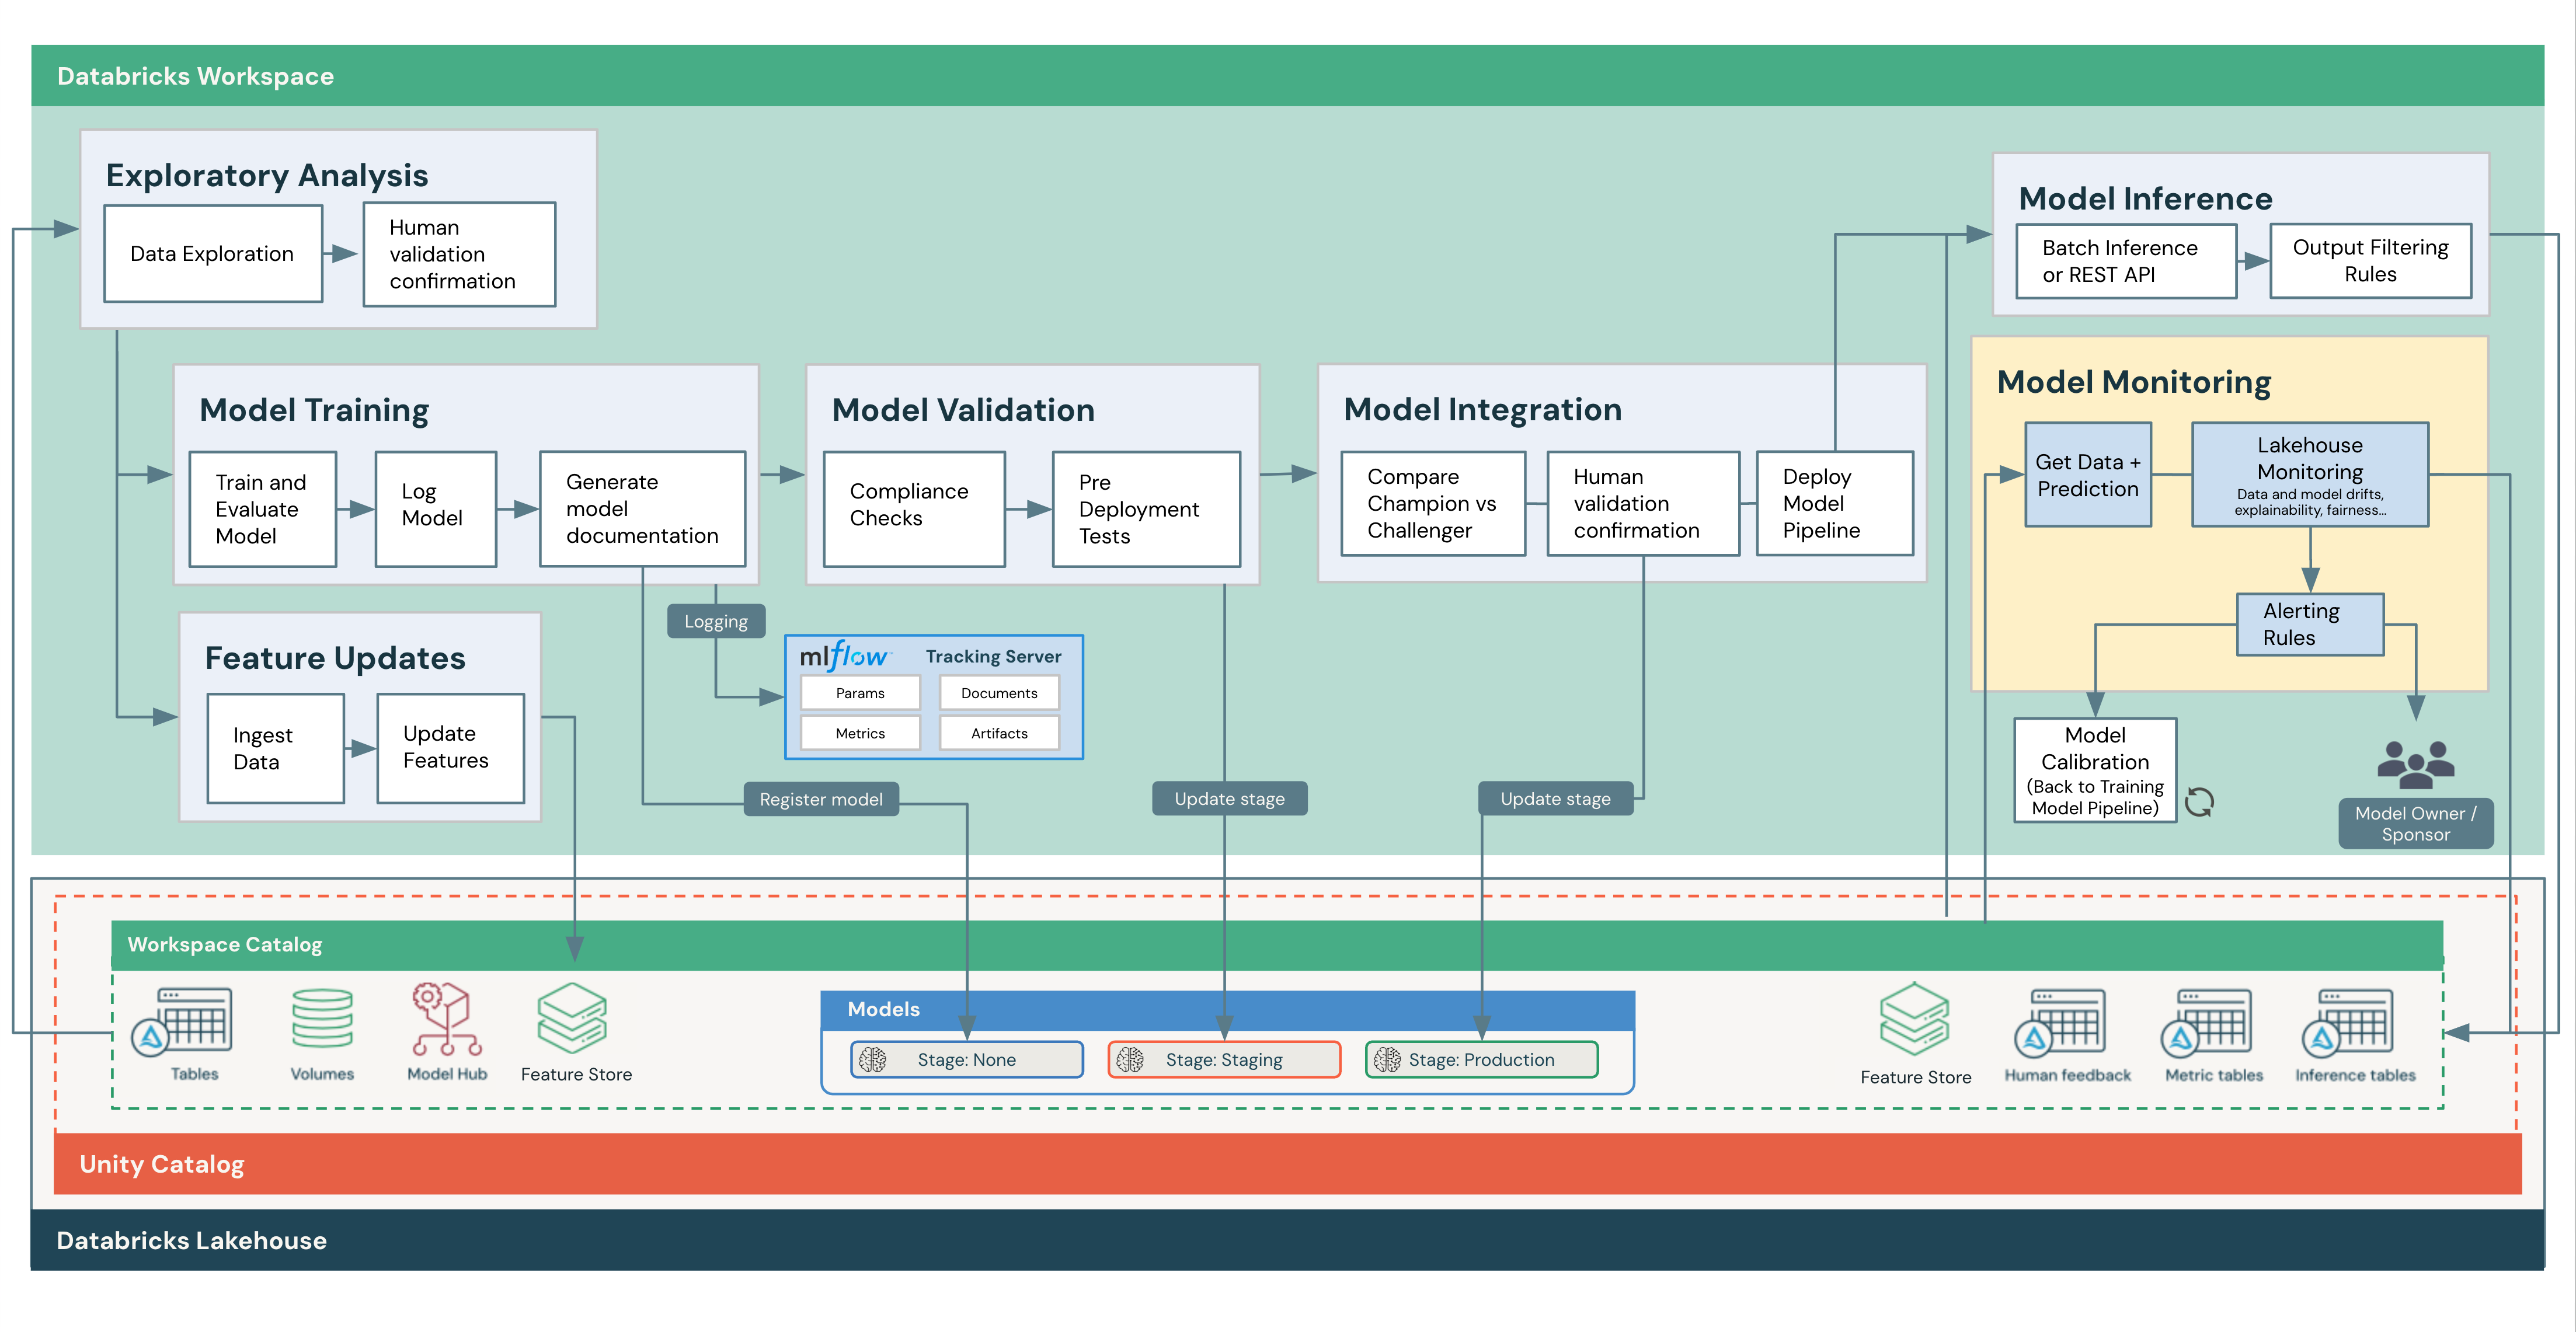 Databricks Workspace
Exploratory Analysis
Data Exploration
Human
validation
confirmation
Model Training
Train and
Evaluate
Model
Log
Model
Generate
model
documentation
Feature Updates
Ingest
Data
Update
Features
Logging
mlflow
Tracking Server
Params
Documents
Metrics
Artifacts
Register model
Model Validation
Compliance
Checks
Pre
Deployment
Tests
Update stage
Model Integration
Compare
Champion vs
Challenger
Human
validation
confirmation
Deploy
Model
Pipeline
Update stage
Model Inference
Batch Inference
or REST API
Output Filtering
Rules
Model Monitoring
Get Data +
Prediction
Lakehouse
Monitoring
Data and model drifts,
explainability, fairness...
Alerting
Rules
Model
Calibration
(Back to Training
Model Pipeline)
Model Owner /
Sponsor
Workspace Catalog
Tables
Volumes
Model Hub
Feature Store
Models
Stage: None
Stage: Staging
Stage: Production
Feature Store
Human feedback
Metric tables
Inference tables
Unity Catalog
Databricks Lakehouse